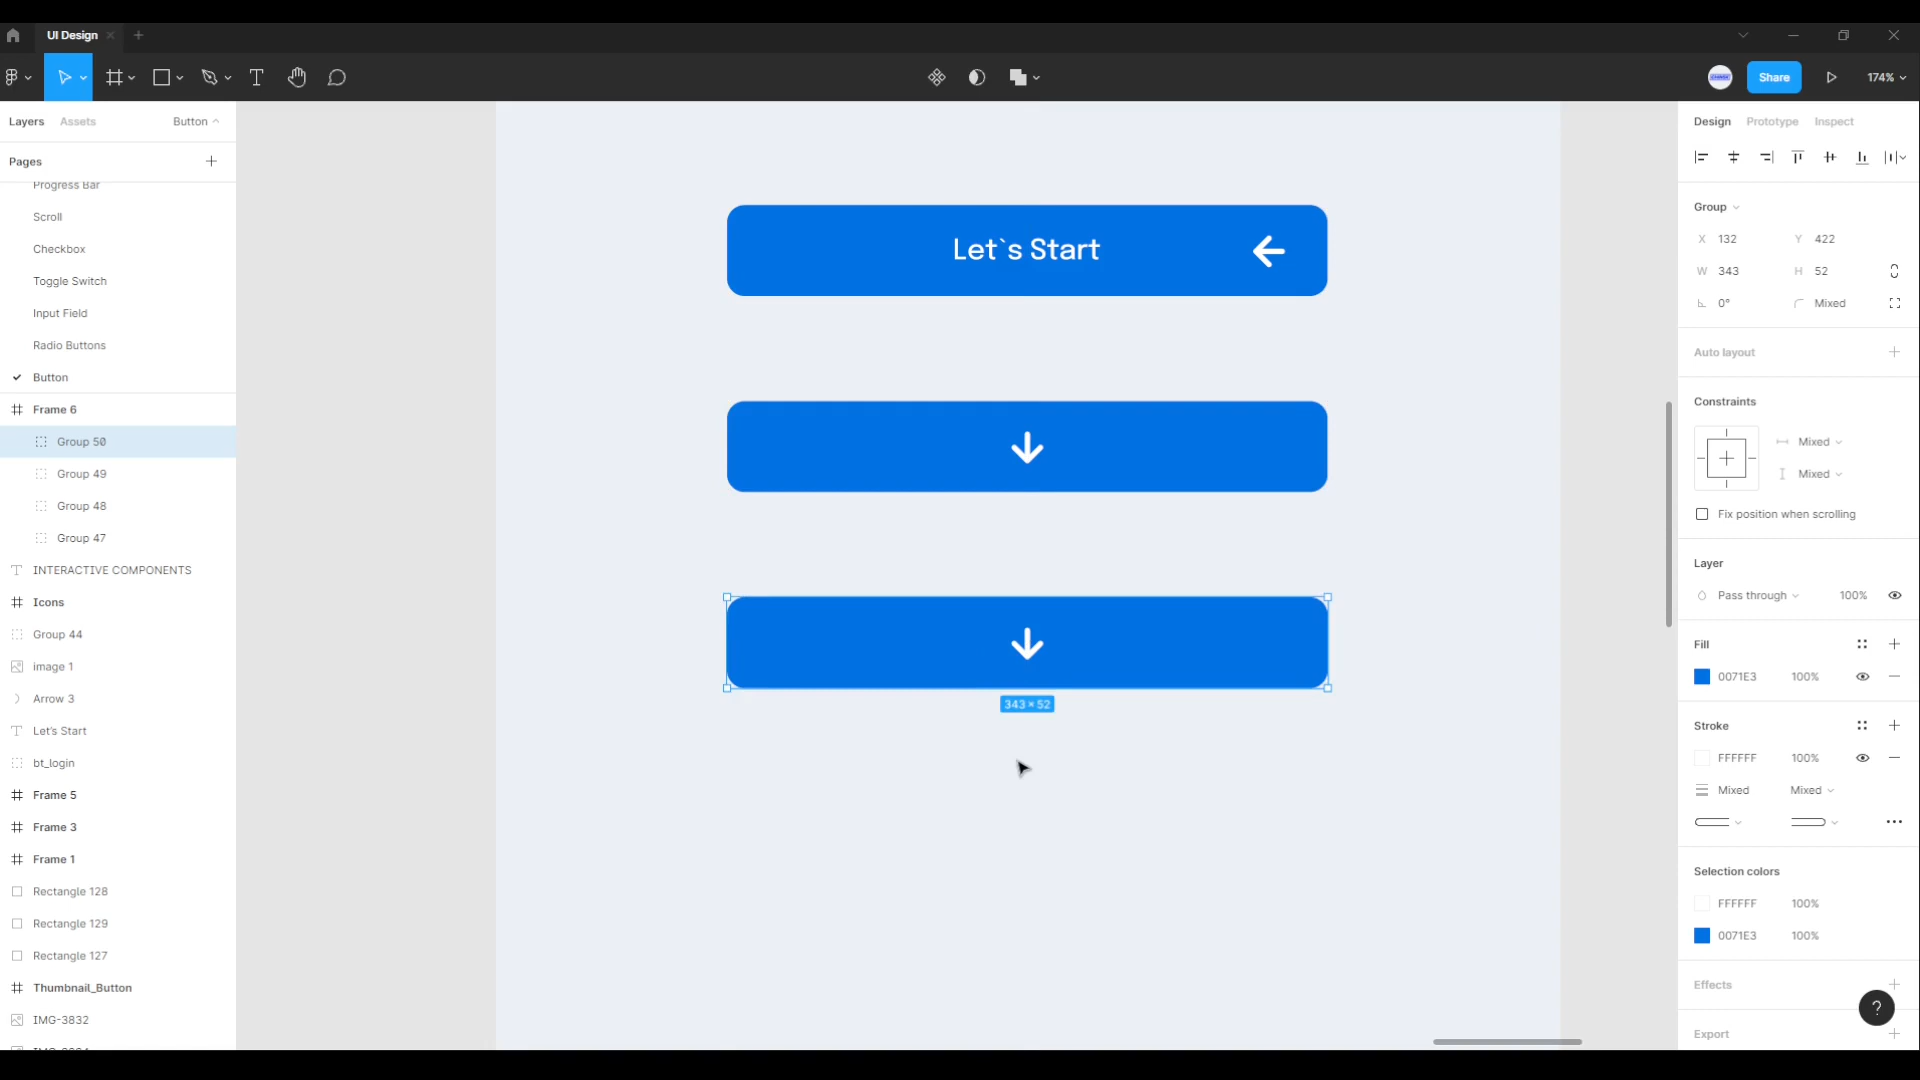 UI Design
Share
174%
Layers
Assets
Button
Pages
Progress Bar
Scroll
Checkbox
Toggle Switch
Input Field
Radio Buttons
Button
Frame 6
Group 50
Group 49
Group 48
Group 47
INTERACTIVE COMPONENTS
Icons
Group 44
image 1
Arrow 3
Let's Start
bt_login
Frame 5
Frame 3
Frame 1
Rectangle 128
Rectangle 129
Rectangle 127
Thumbnail_Button
IMG-3832
Let`s Start
343 × 52
Design
Prototype
Inspect
Group
X 132
Y 422
W 343
H 52
0°
Mixed
Auto layout
Constraints
Mixed
Mixed
Fix position when scrolling
Layer
Pass through
100%
Fill
0071E3
100%
Stroke
FFFFFF
100%
Mixed
Mixed
Selection colors
FFFFFF
100%
0071E3
100%
Effects
?
Export